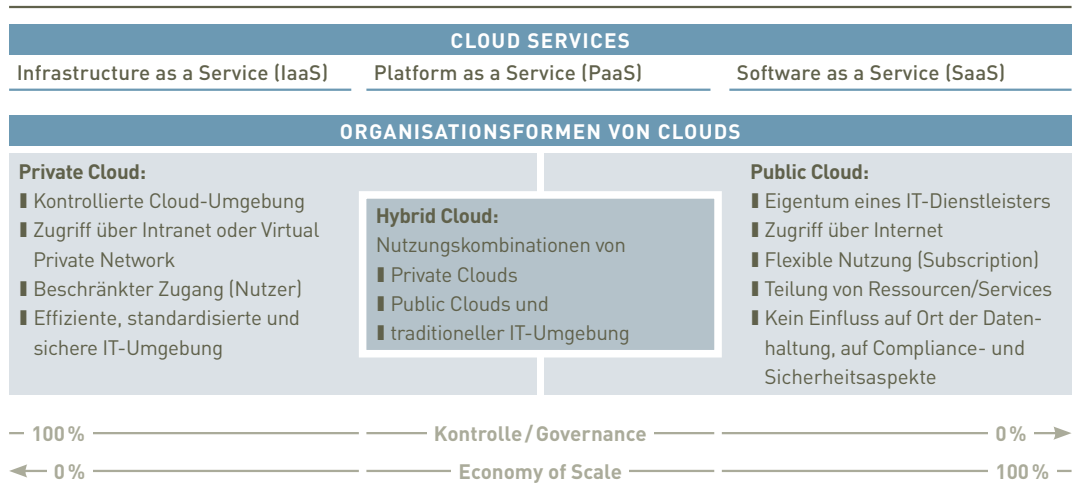 CLOUD SERVICES
Infrastructure as a Service (IaaS)
Platform as a Service (PaaS)
Software as a Service (SaaS)
ORGANISATIONSFORMEN VON CLOUDS
Private Cloud:
❚ Kontrollierte Cloud-Umgebung
❚ Zugriff über Intranet oder Virtual
Private Network
❚ Beschränkter Zugang (Nutzer)
❚ Effiziente, standardisierte und
sichere IT-Umgebung
Hybrid Cloud:
Nutzungskombinationen von
❚ Private Clouds
❚ Public Clouds und
❚ traditioneller IT-Umgebung
Public Cloud:
❚ Eigentum eines IT-Dienstleisters
❚ Zugriff über Internet
❚ Flexible Nutzung (Subscription)
❚ Teilung von Ressourcen/Services
❚ Kein Einfluss auf Ort der Daten-
haltung, auf Compliance- und
Sicherheitsaspekte
100 % Kontrolle / Governance 0 %
0 % Economy of Scale 100 %